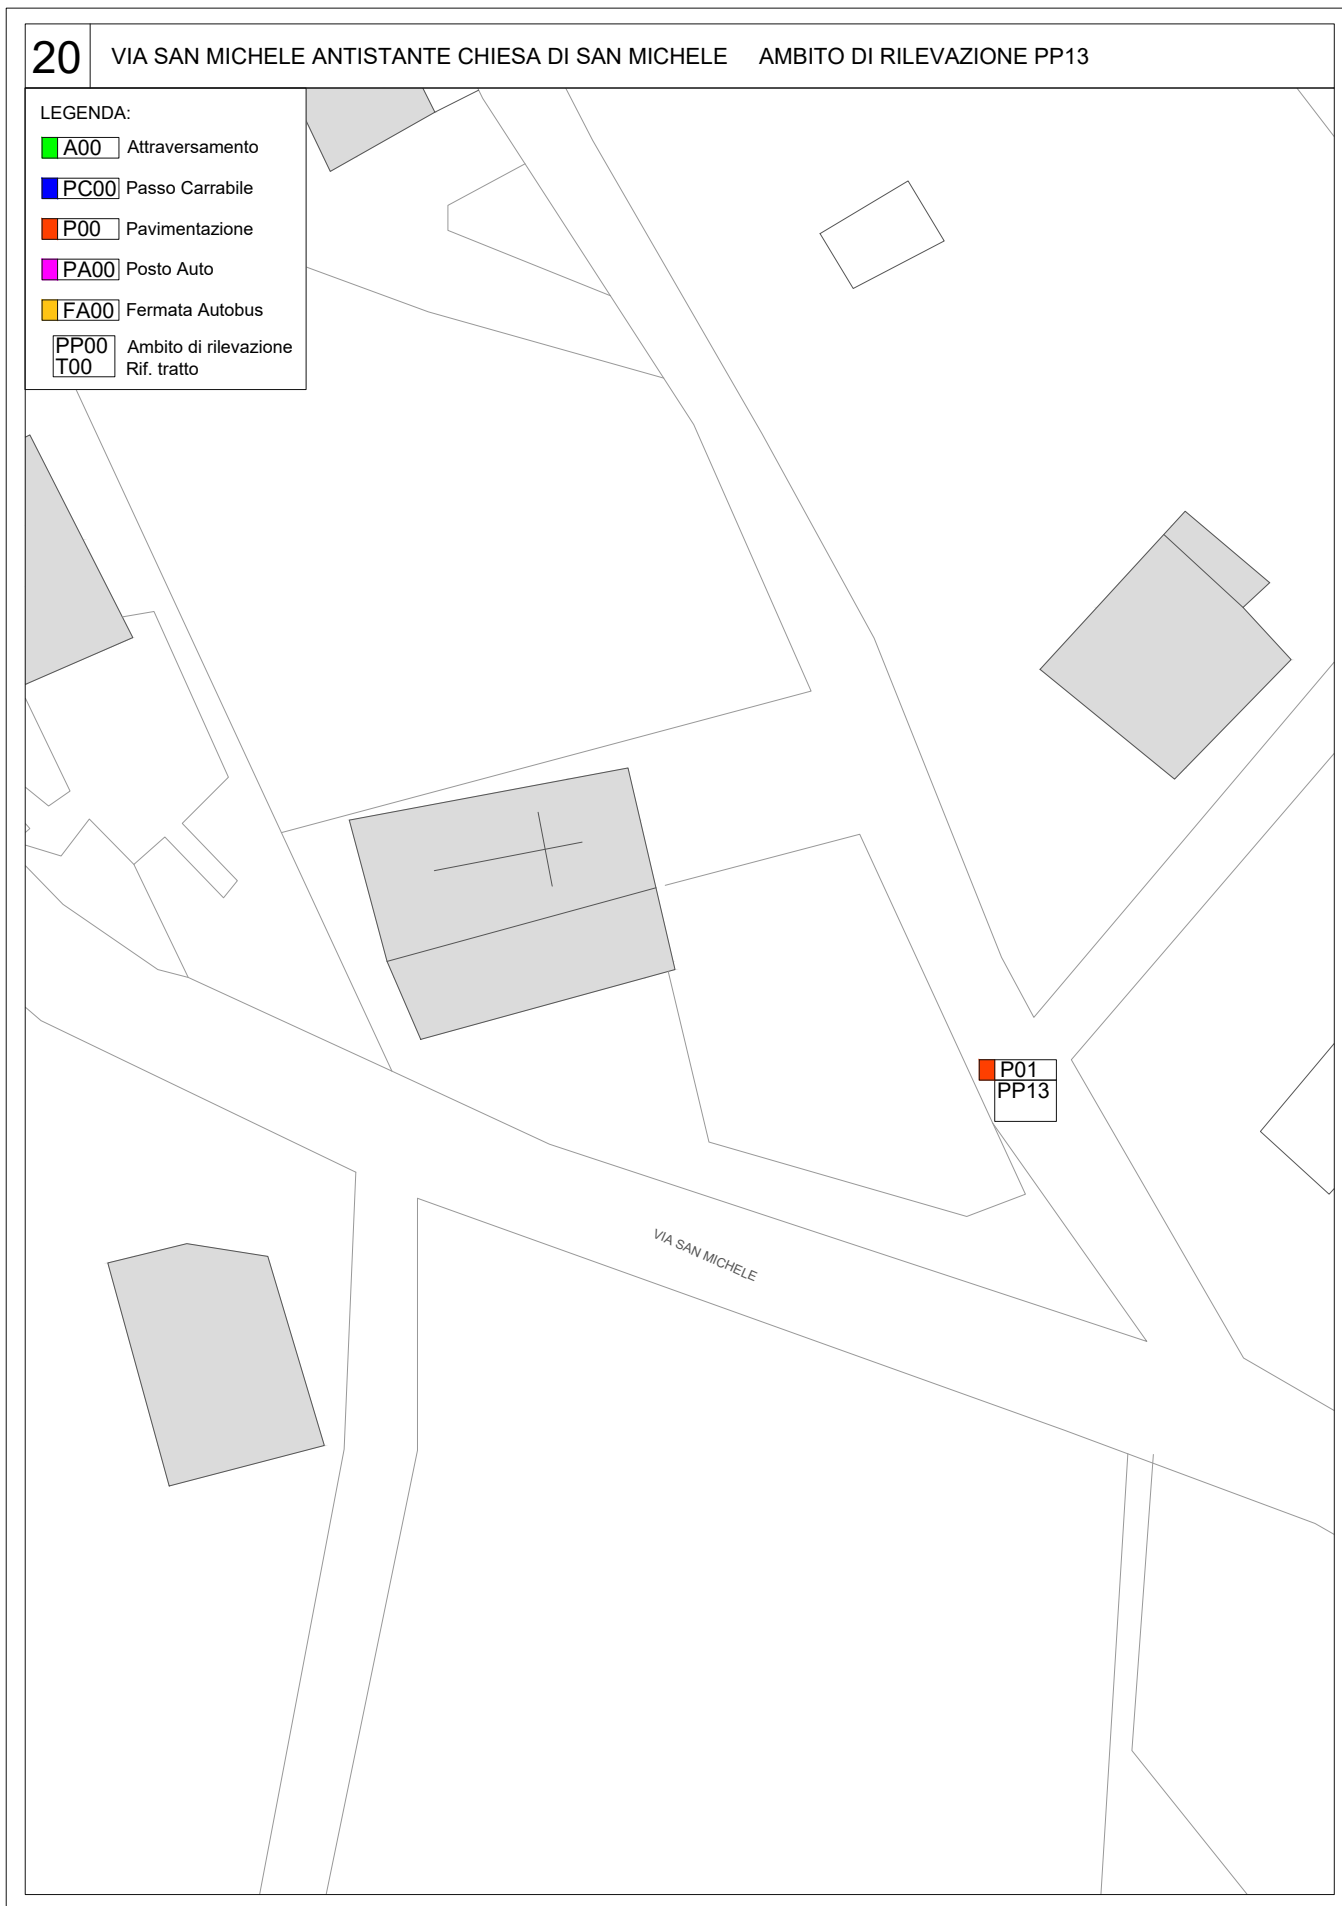 20 VIA SAN MICHELE ANTISTANTE CHIESA DI SAN MICHELE AMBITO DI RILEVAZIONE PP13
LEGENDA:
A00 Attraversamento
PC00 Passo Carrabile
P00 Pavimentazione
PA00 Posto Auto
FA00 Fermata Autobus
PP00 Ambito di rilevazione
T00 Rif. tratto
P01
PP13
VIA SAN MICHELE